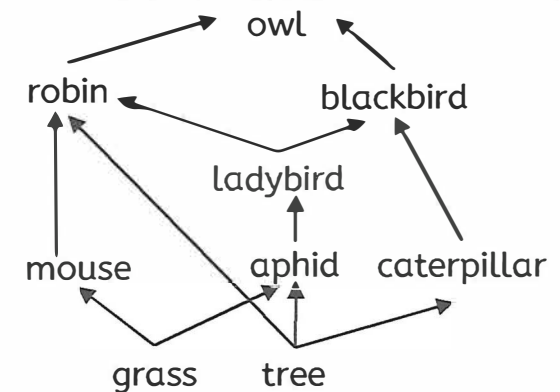 owl
robin
blackbird
ladybird
mouse
aphid
caterpillar
grass
tree